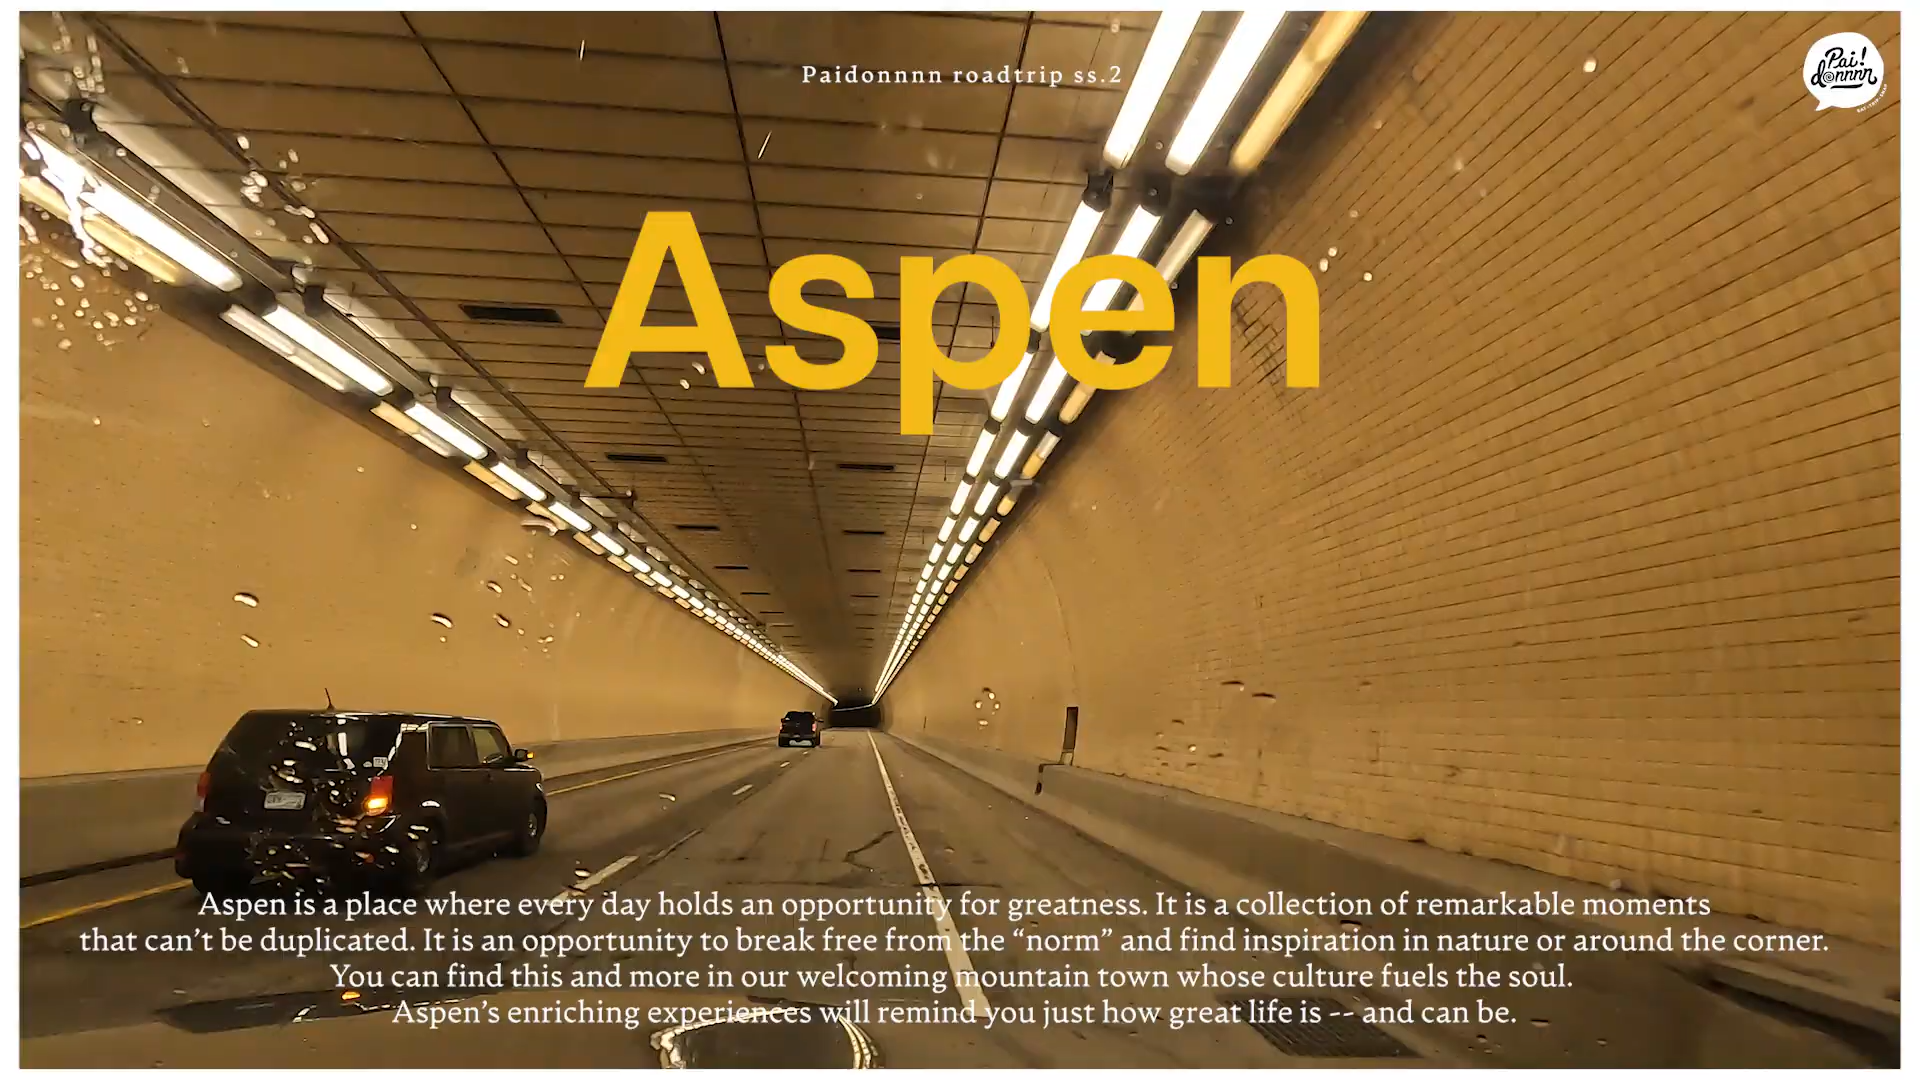 Paidonnnn roadtrip ss.2
Pai!
donnnn
Aspen
Aspen is a place where every day holds an opportunity for greatness. It is a collection of remarkable moments
that can’t be duplicated. It is an opportunity to break free from the “norm” and find inspiration in nature or around the corner.
You can find this and more in our welcoming mountain town whose culture fuels the soul.
Aspen’s enriching experiences will remind you just how great life is -- and can be.